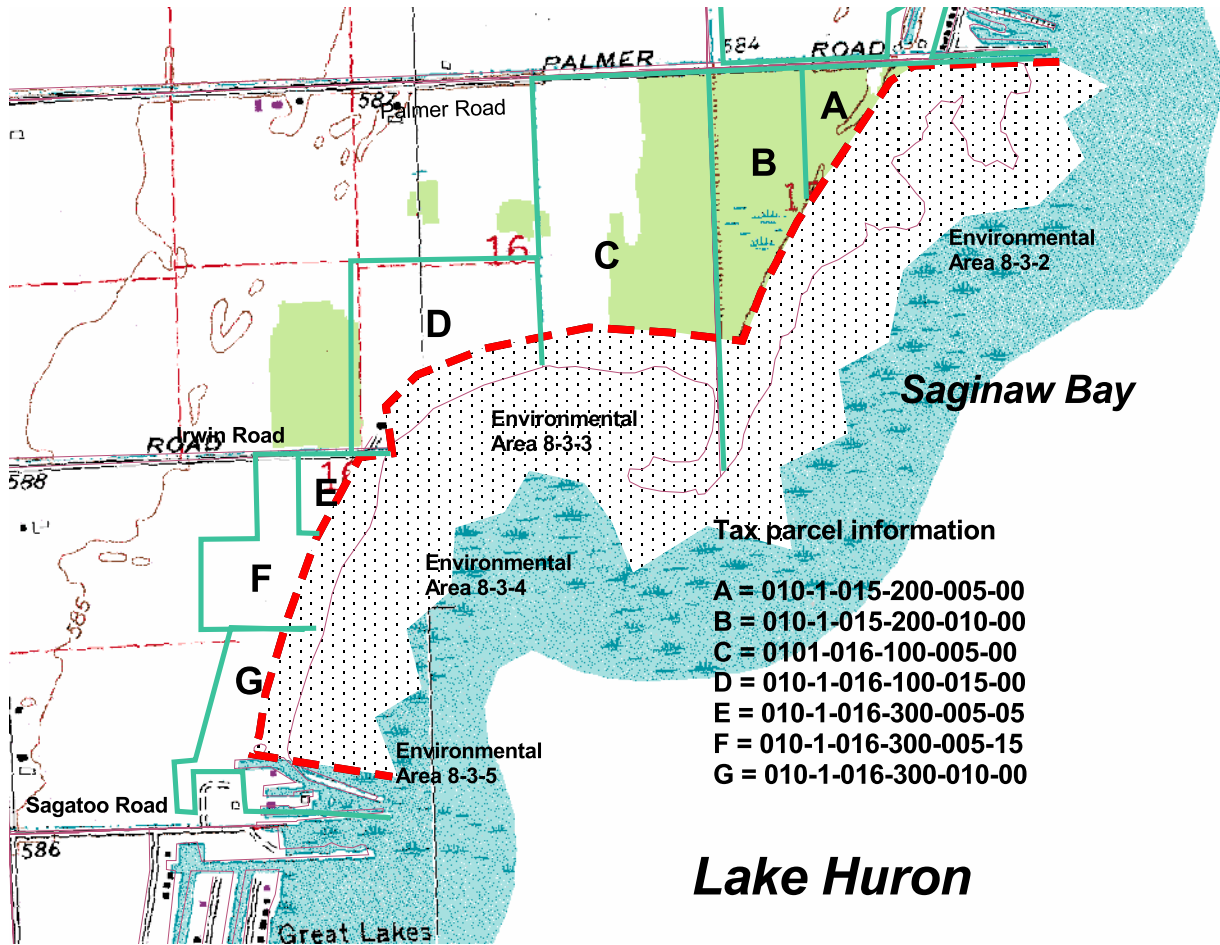 584
PALMER ROAD
587
Palmer Road
A
B
16
C
Environmental
Area 8-3-2
D
Saginaw Bay
Environmental
Area 8-3-3
ROAD
Irwin Road
588
16
E
Tax parcel information
Environmental
Area 8-3-4
F
585
A = 010-1-015-200-005-00
B = 010-1-015-200-010-00
C = 0101-016-100-005-00
D = 010-1-016-100-015-00
E = 010-1-016-300-005-05
F = 010-1-016-300-005-15
G = 010-1-016-300-010-00
G
Environmental
Area 8-3-5
Sagatoo Road
586
Lake Huron
Great Lakes